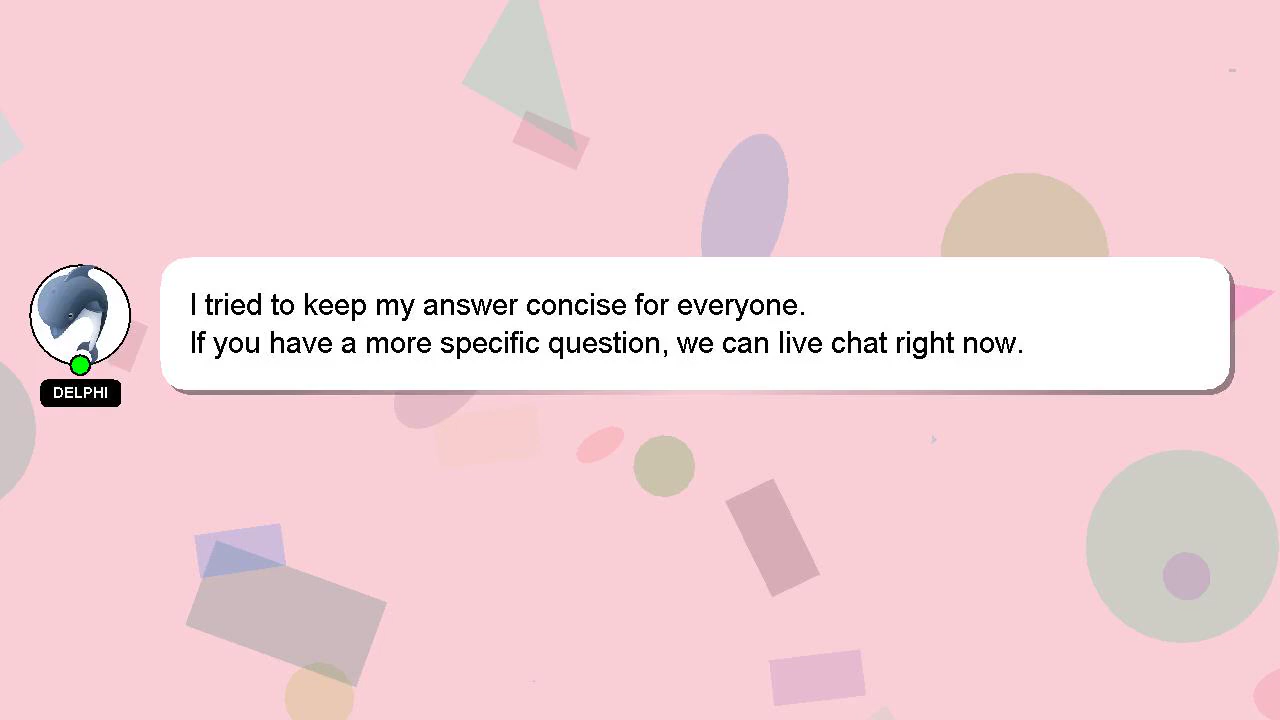 I tried to keep my answer concise for everyone.
If you have a more specific question, we can live chat right now.
DELPHI